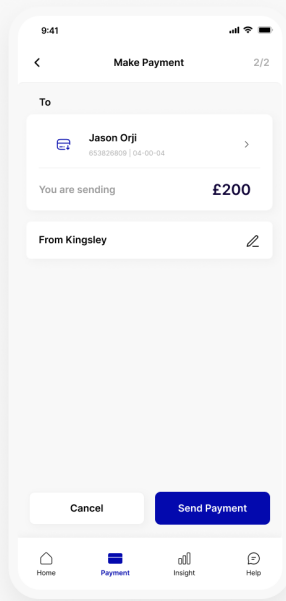 9:41
Make Payment 2/2
To
Jason Orji
653826809 | 04-00-04
You are sending £200
From Kingsley
Cancel Send Payment
Home Payment Insight Help